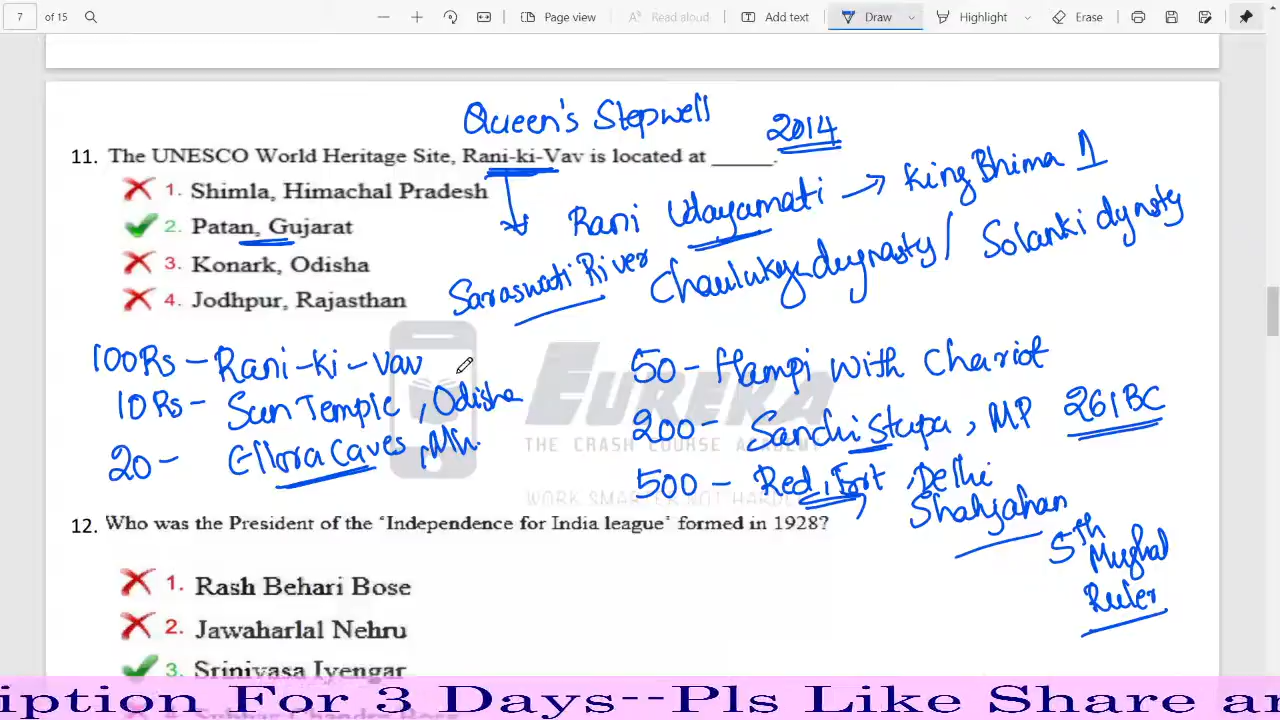 7 of 15 Page view Read aloud Add text Draw Highlight Erase
Queen's Stepwell
2014
11. The UNESCO World Heritage Site, Rani-ki-Vav is located at _____.
1. Shimla, Himachal Pradesh
2. Patan, Gujarat
3. Konark, Odisha
4. Jodhpur, Rajasthan
Rani Udayamati → King Bhima 1
Saraswati River
Chaulukya dynasty / Solanki dynasty
100Rs - Rani-ki-Vav
10Rs - Sun Temple, Odisha
20 - Ellora Caves, Mh.
50 - Hampi with Chariot
200 - Sanchi Stupa, MP 261BC
500 - Red Fort, Delhi
Shahjahan
5th Mughal
Ruler
EUREKA
THE CRASH COURSE ACADEMY
WORK SMARTER NOT HARDER
12. Who was the President of the 'Independence for India league' formed in 1928?
1. Rash Behari Bose
2. Jawaharlal Nehru
3. Srinivasa Iyengar
ription For 3 Days--Pls Like Share an